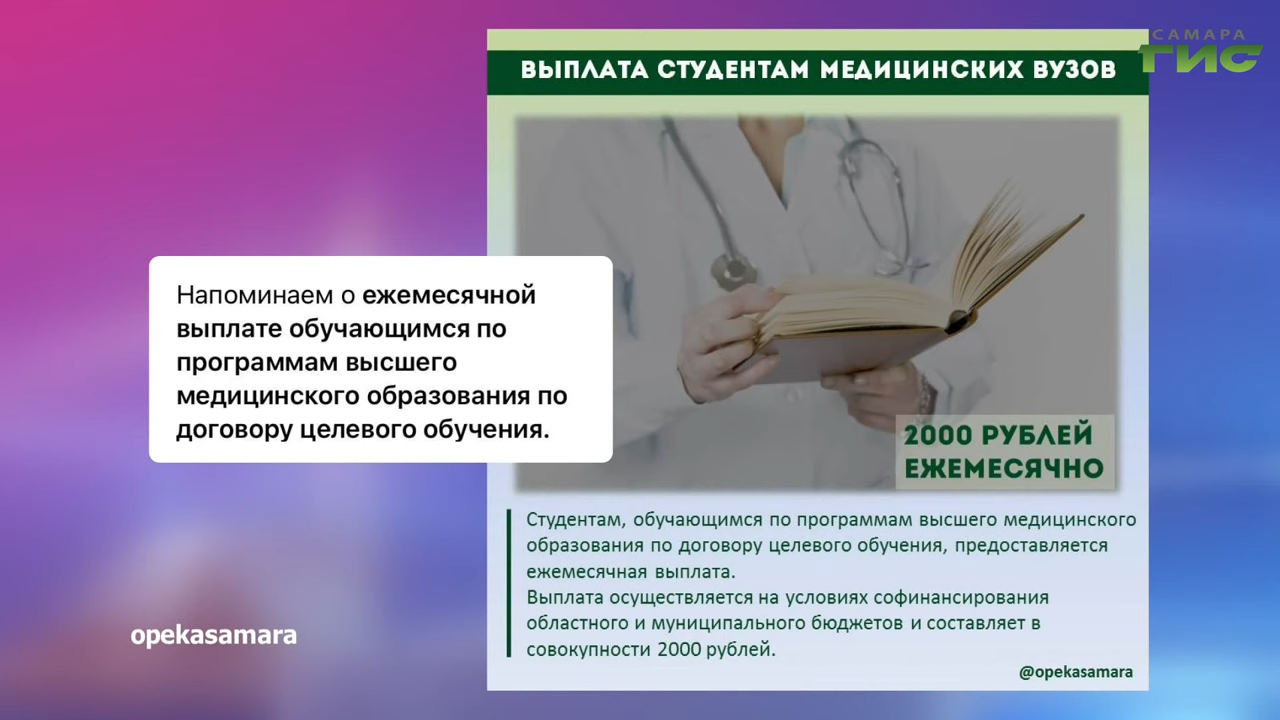 САМАРА
ГИС
ВЫПЛАТА СТУДЕНТАМ МЕДИЦИНСКИХ ВУЗОВ
Напоминаем о ежемесячной
выплате обучающимся по
программам высшего
медицинского образования по
договору целевого обучения.
2000 РУБЛЕЙ
ЕЖЕМЕСЯЧНО
Студентам, обучающимся по программам высшего медицинского
образования по договору целевого обучения, предоставляется
ежемесячная выплата.
Выплата осуществляется на условиях софинансирования
областного и муниципального бюджетов и составляет в
совокупности 2000 рублей.
@opekasamara
opekasamara